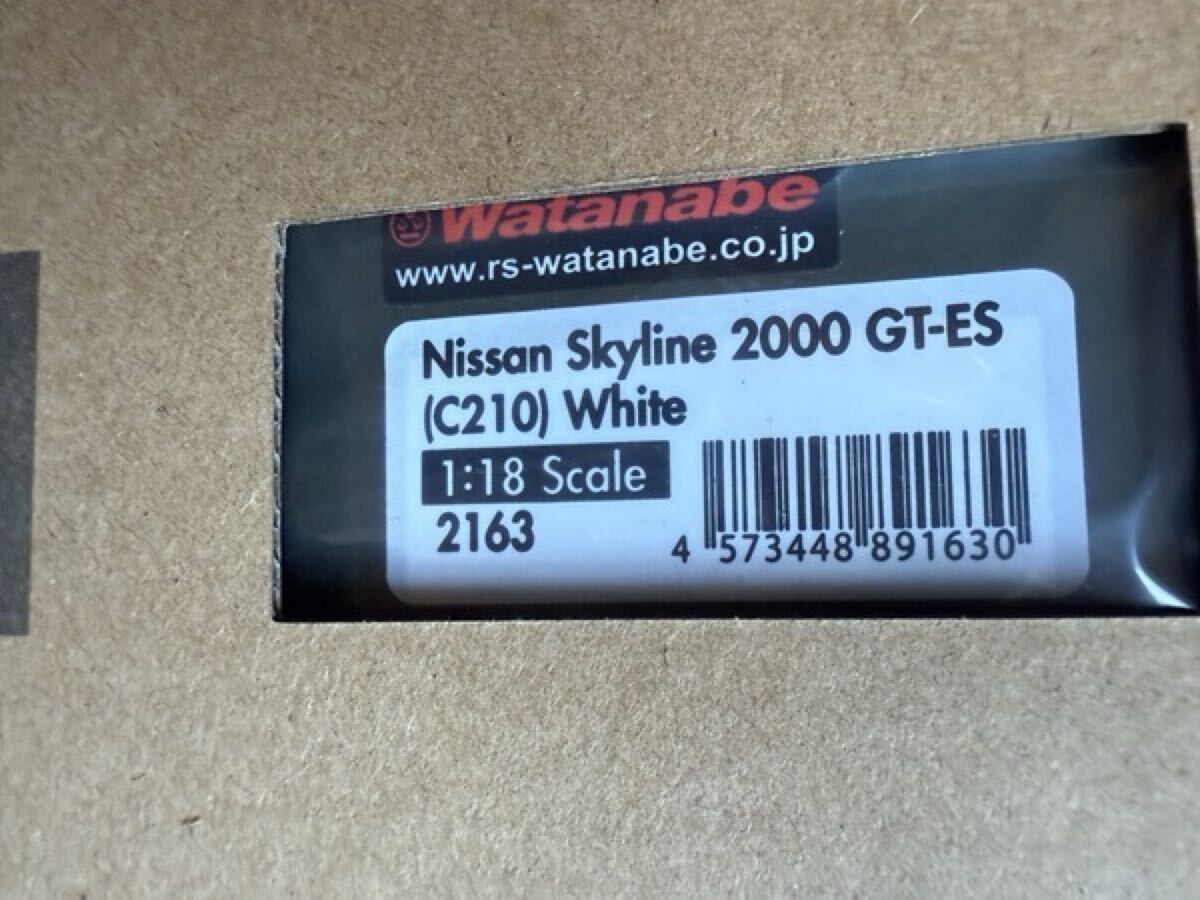 Watanabe
www.rs-watanabe.co.jp
Nissan Skyline 2000 GT-ES
(C210) White
1:18 Scale
2163
4 573448 891630